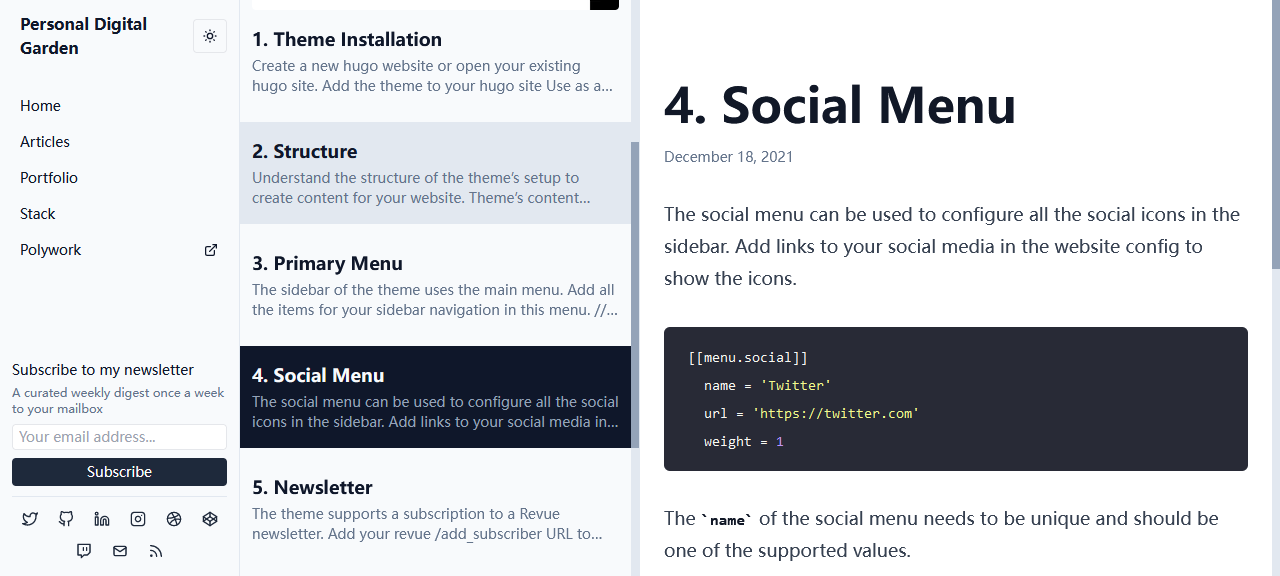 Personal Digital
Garden
Home
Articles
Portfolio
Stack
Polywork
Subscribe to my newsletter
A curated weekly digest once a week
to your mailbox
Your email address...
Subscribe
1. Theme Installation
Create a new hugo website or open your existing
hugo site. Add the theme to your hugo site Use as a...
2. Structure
Understand the structure of the theme’s setup to
create content for your website. Theme’s content...
3. Primary Menu
The sidebar of the theme uses the main menu. Add all
the items for your sidebar navigation in this menu. //...
4. Social Menu
The social menu can be used to configure all the social
icons in the sidebar. Add links to your social media in...
5. Newsletter
The theme supports a subscription to a Revue
newsletter. Add your revue /add_subscriber URL to...
4. Social Menu
December 18, 2021
The social menu can be used to configure all the social icons in the
sidebar. Add links to your social media in the website config to
show the icons.
[[menu.social]]
name = 'Twitter'
url = 'https://twitter.com'
weight = 1
The `name` of the social menu needs to be unique and should be
one of the supported values.